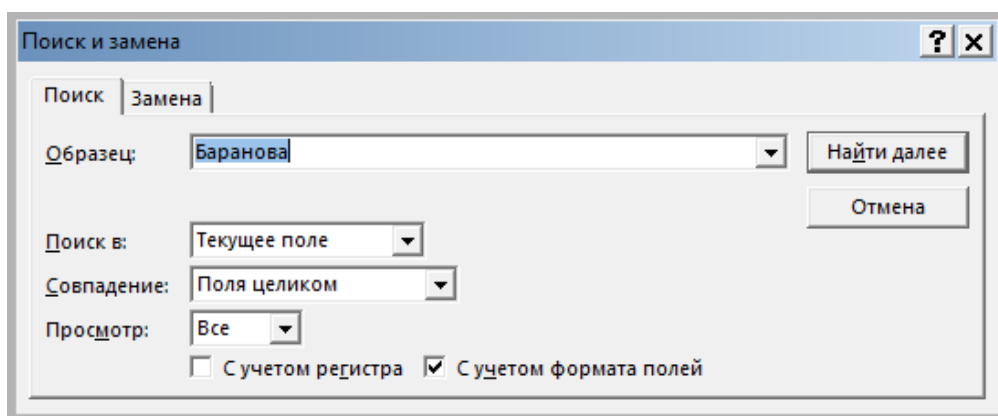 Поиск и замена
Поиск Замена
Образец: Баранова Найти далее
Отмена
Поиск в: Текущее поле
Совпадение: Поля целиком
Просмотр: Все
С учетом регистра С учетом формата полей